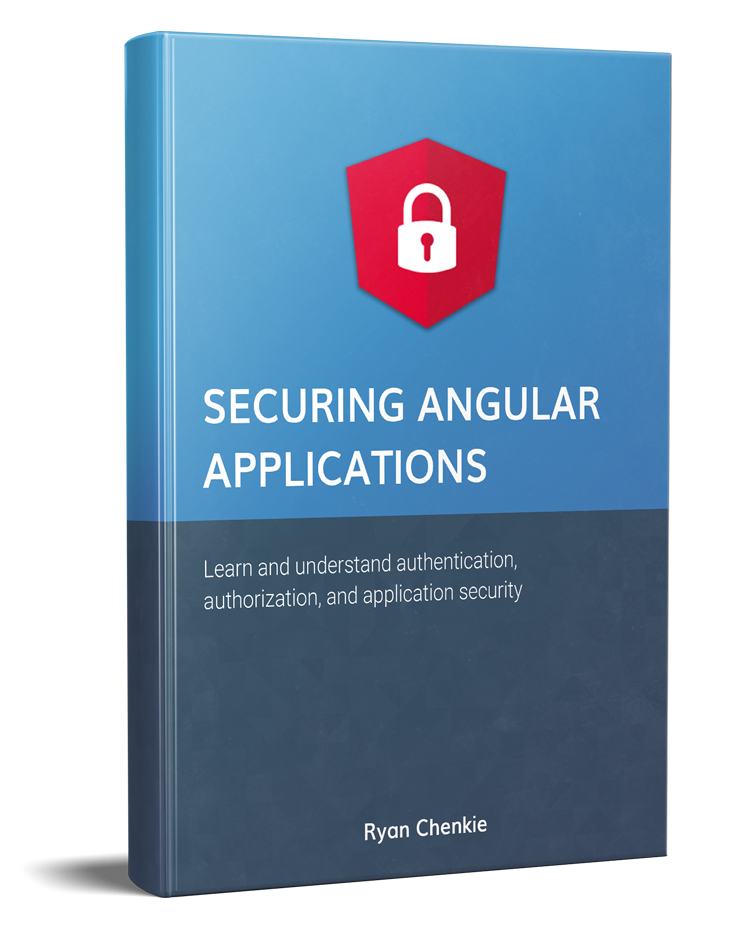 SECURING ANGULAR
APPLICATIONS
Learn and understand authentication,
authorization, and application security
Ryan Chenkie